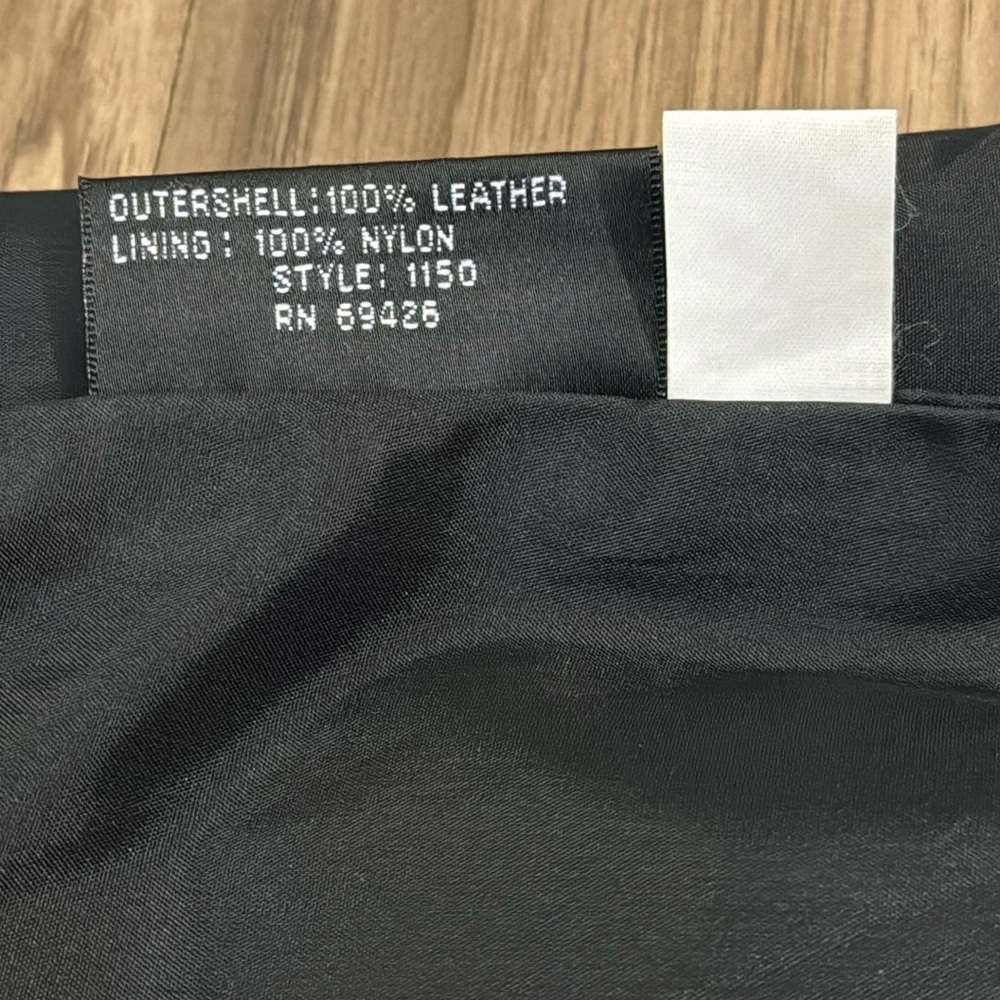 OUTERSHELL:100% LEATHER
LINING: 100% NYLON
STYLE: 1150
RN 69426